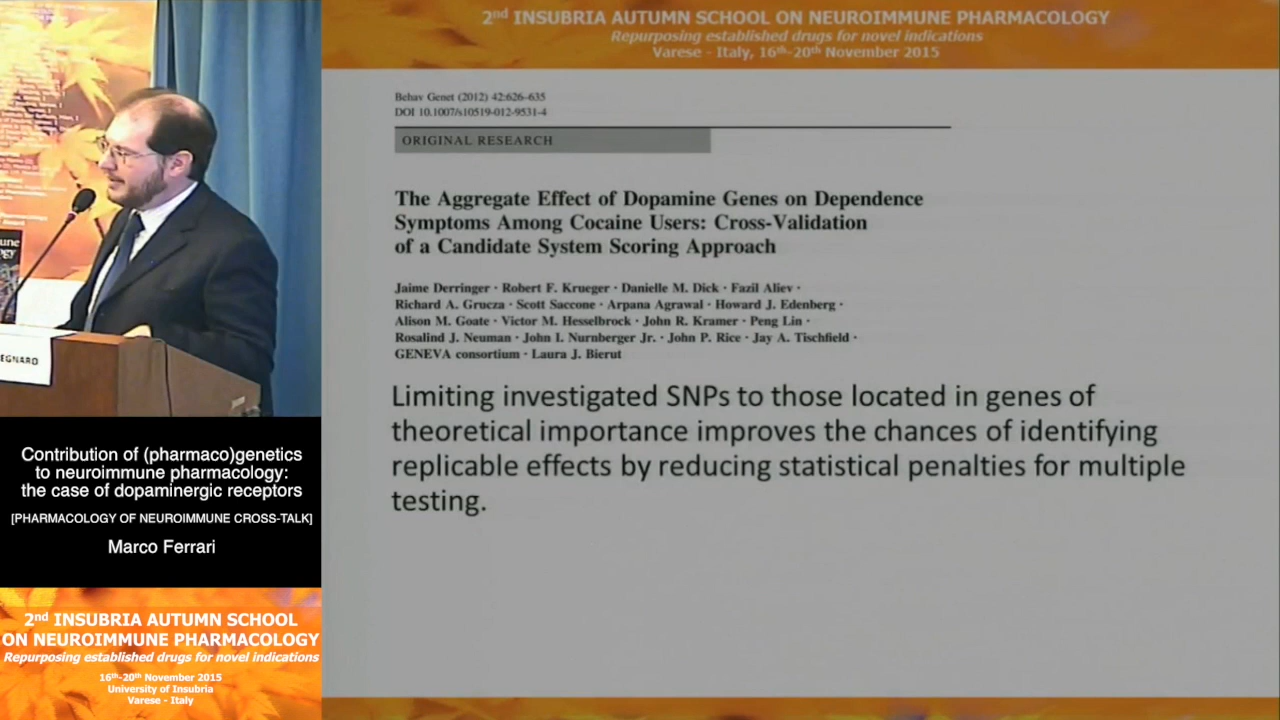 2nd INSUBRIA AUTUMN SCHOOL ON NEUROIMMUNE PHARMACOLOGY
Repurposing established drugs for novel indications
Varese - Italy, 16th-20th November 2015
Behav Genet (2012) 42:626–635
DOI 10.1007/s10519-012-9531-4
ORIGINAL RESEARCH
The Aggregate Effect of Dopamine Genes on Dependence
Symptoms Among Cocaine Users: Cross-Validation
of a Candidate System Scoring Approach
Jaime Derringer · Robert F. Krueger · Danielle M. Dick · Fazil Aliev ·
Richard A. Grucza · Scott Saccone · Arpana Agrawal · Howard J. Edenberg ·
Alison M. Goate · Victor M. Hesselbrock · John R. Kramer · Peng Lin ·
Rosalind J. Neuman · John I. Nurnberger Jr. · John P. Rice · Jay A. Tischfield ·
GENEVA consortium · Laura J. Bierut
Limiting investigated SNPs to those located in genes of
theoretical importance improves the chances of identifying
replicable effects by reducing statistical penalties for multiple
testing.
EGNARO
Contribution of (pharmaco)genetics
to neuroimmune pharmacology:
the case of dopaminergic receptors
[PHARMACOLOGY OF NEUROIMMUNE CROSS-TALK]
Marco Ferrari
2nd INSUBRIA AUTUMN SCHOOL
ON NEUROIMMUNE PHARMACOLOGY
Repurposing established drugs for novel indications
16th-20th November 2015
University of Insubria
Varese - Italy